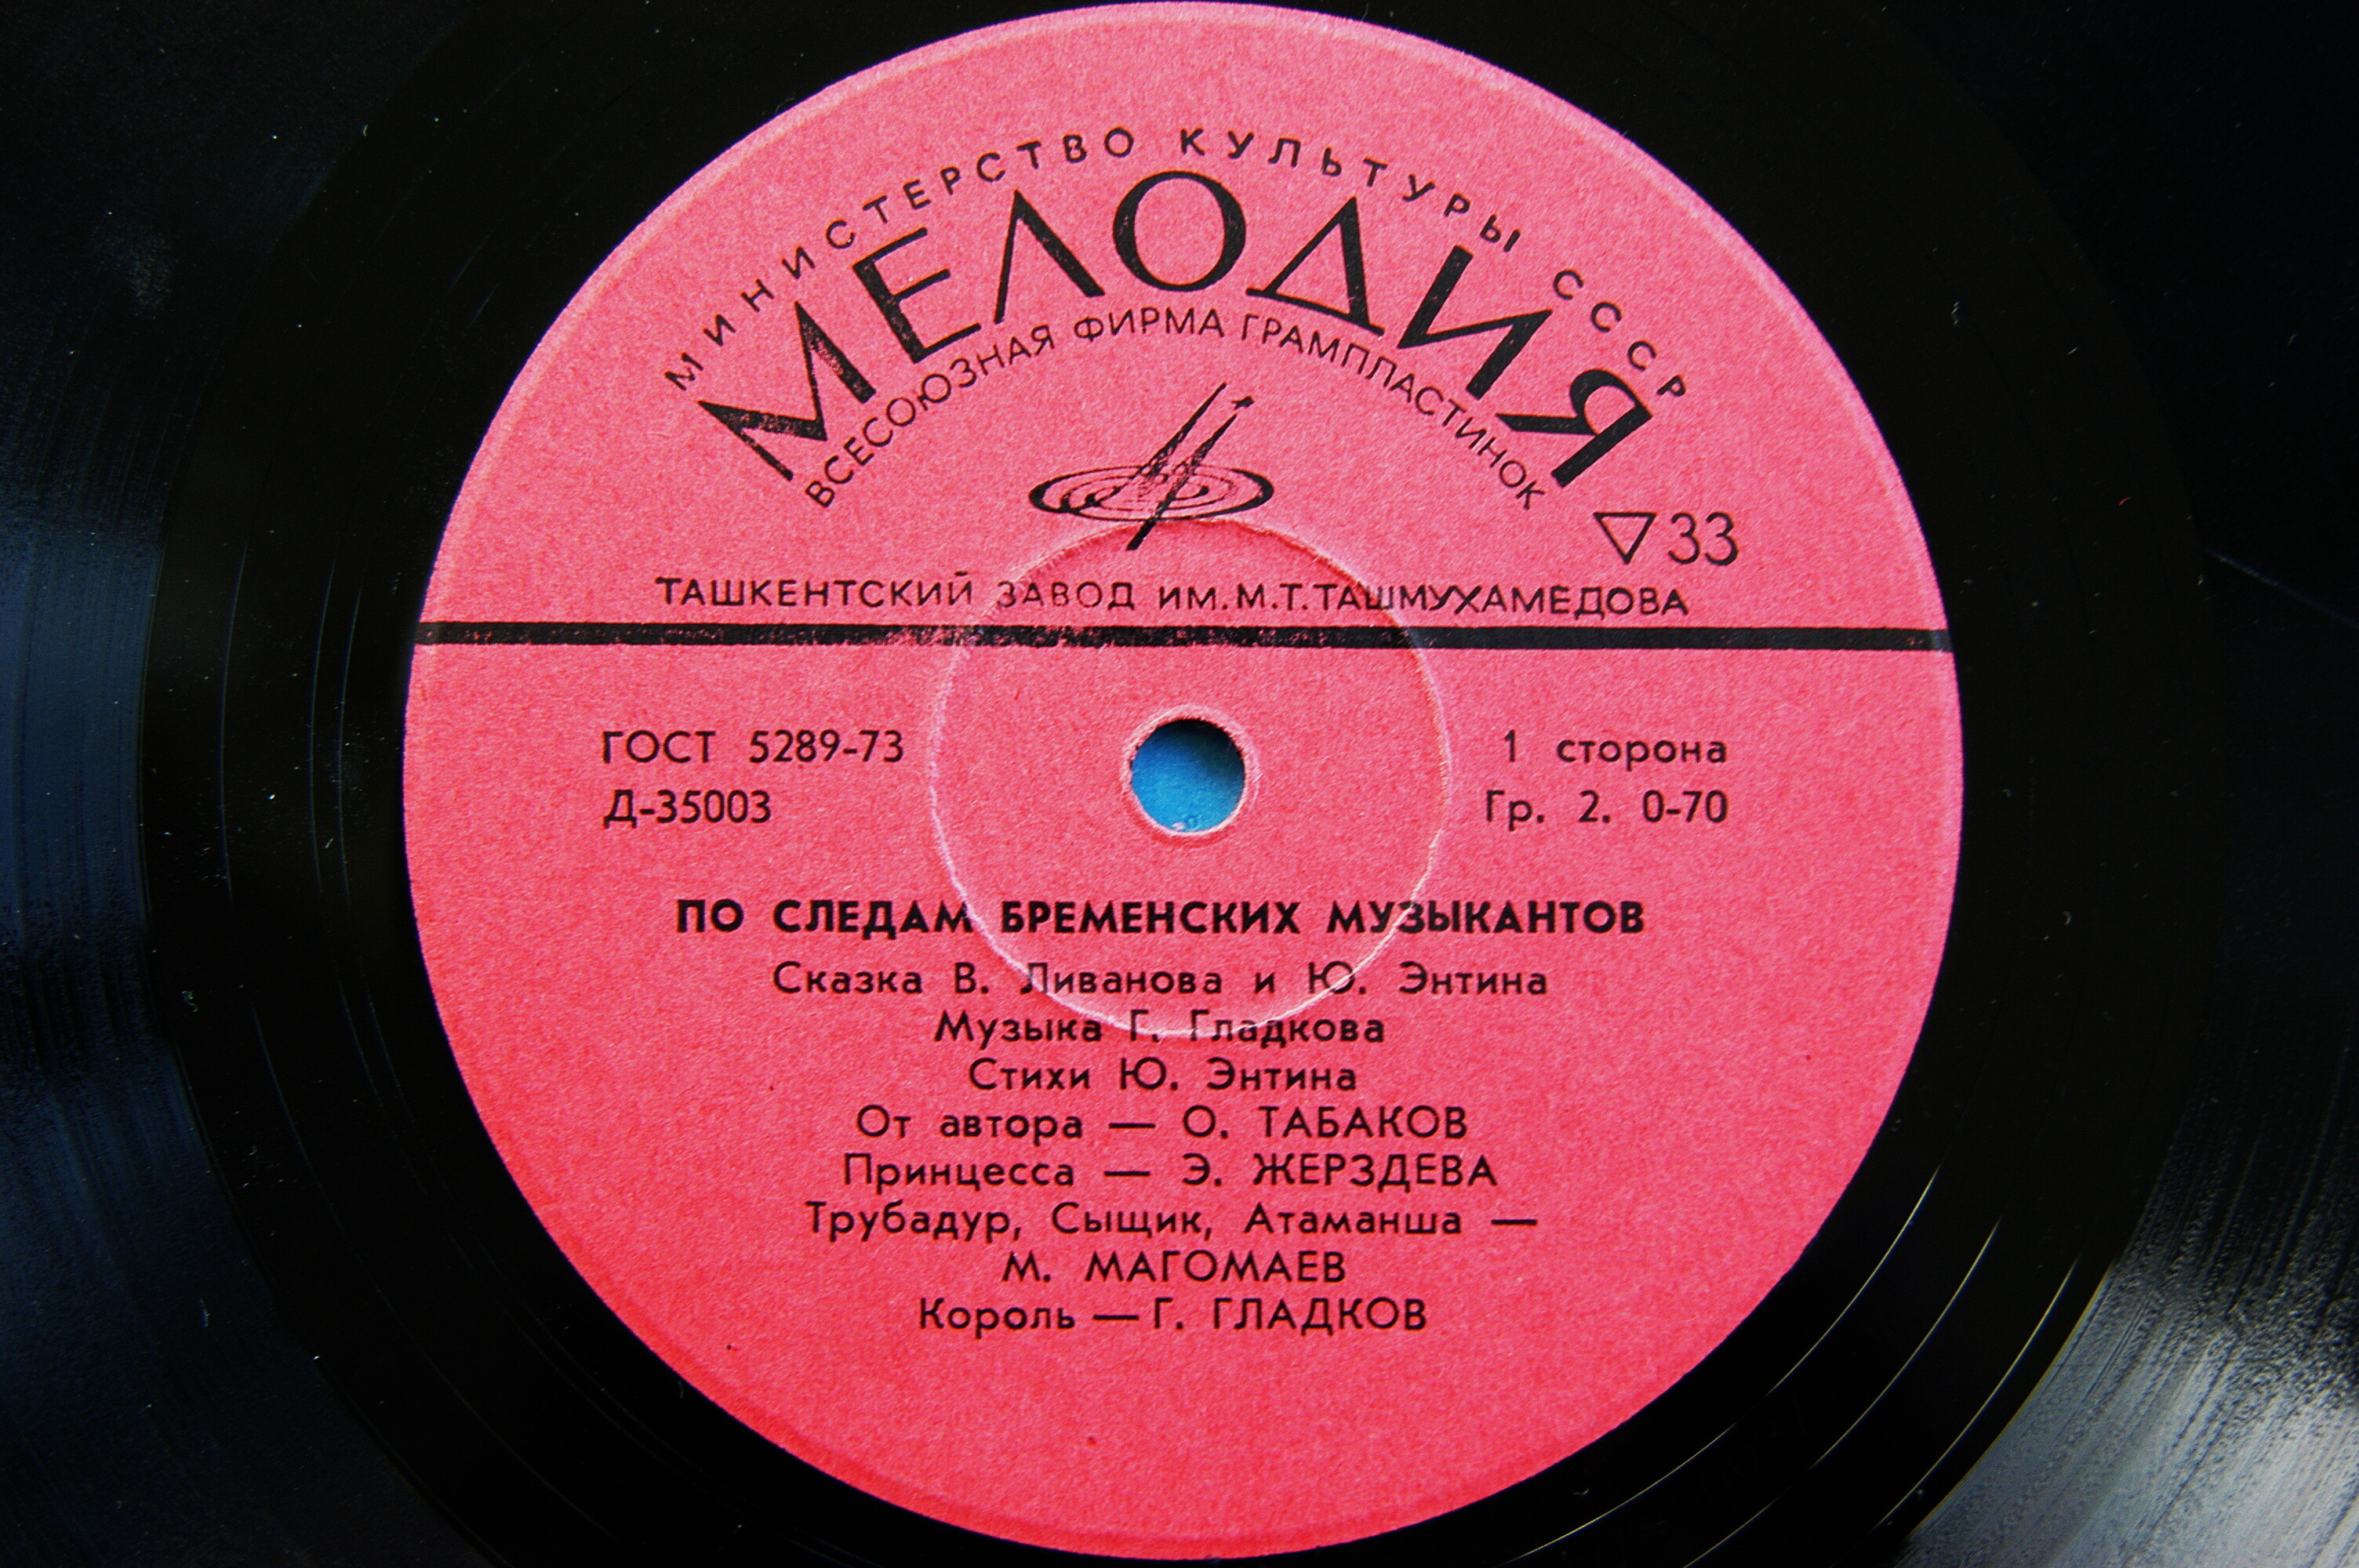 МИНИСТЕРСТВО КУЛЬТУРЫ СССР
МЕЛОДИЯ
ВСЕСОЮЗНАЯ ФИРМА ГРАМПЛАСТИНОК
▽33
ТАШКЕНТСКИЙ ЗАВОД ИМ.М.Т.ТАШМУХАМЕДОВА
ГОСТ 5289-73
Д-35003
1 сторона
Гр. 2. 0-70
ПО СЛЕДАМ БРЕМЕНСКИХ МУЗЫКАНТОВ
Сказка В. Ливанова и Ю. Энтина
Музыка Г. Гладкова
Стихи Ю. Энтина
От автора — О. ТАБАКОВ
Принцесса — Э. ЖЕРЗДЕВА
Трубадур, Сыщик, Атаманша —
М. МАГОМАЕВ
Король — Г. ГЛАДКОВ